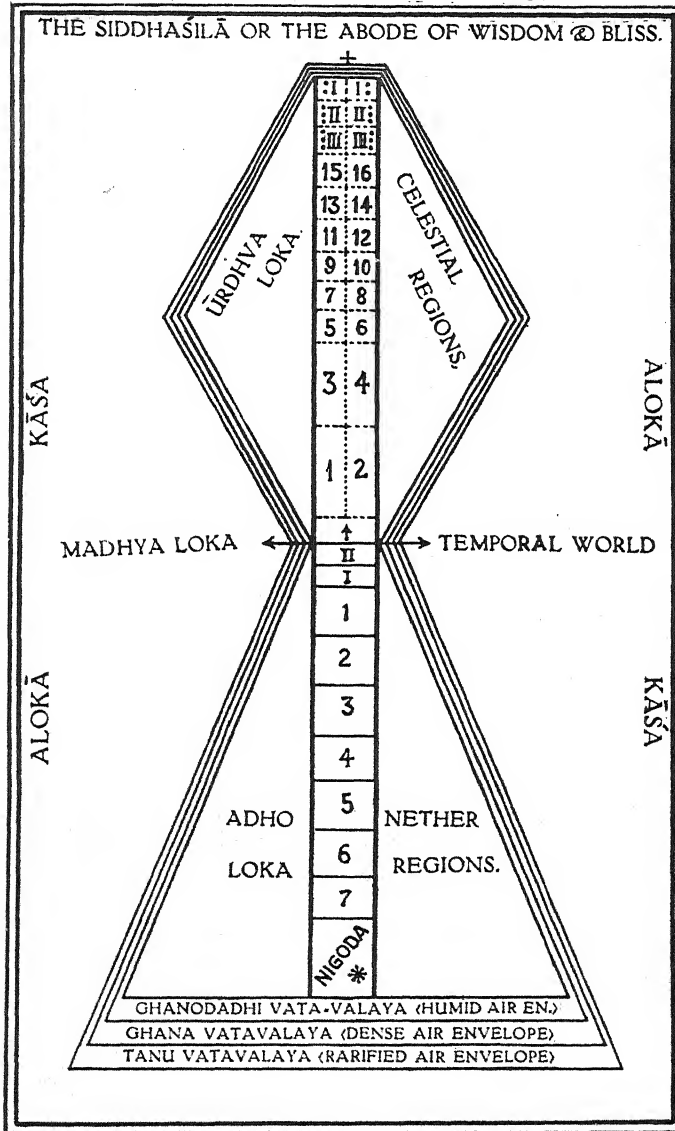 THE SIDDHAŚILĀ OR THE ABODE OF WISDOM & BLISS.
+
:I I:
:II II:
:III III:
15 16
13 14
11 12
9 10
7 8
5 6
3 4
1 2
ŪRDHVA
LOKA.
CELESTIAL
REGIONS.
KĀŚA
ALOKĀ
MADHYA LOKA
↑
TEMPORAL WORLD
II
I
1
2
3
4
5
6
7
ALOKĀ
KĀŚA
ADHO
LOKA
NETHER
REGIONS.
NIGODA
*
GHANODADHI VATA-VALAYA (HUMID AIR EN.)
GHANA VATAVALAYA (DENSE AIR ENVELOPE)
TANU VATAVALAYA (RARIFIED AIR ENVELOPE)